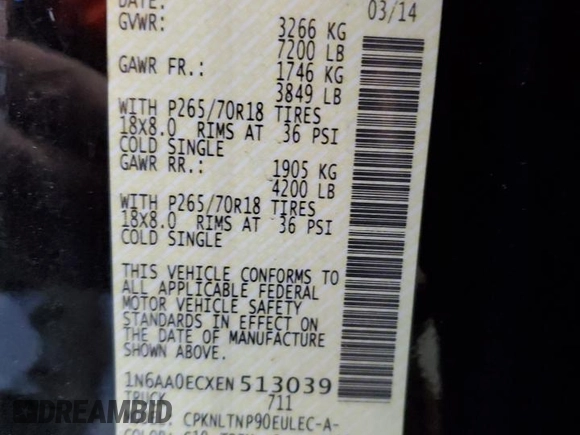 DATE: 03/14
GVWR: 3266 KG
7200 LB
GAWR FR.: 1746 KG
3849 LB
WITH P265/70R18 TIRES
18X8.0 RIMS AT 36 PSI
COLD SINGLE
GAWR RR.: 1905 KG
4200 LB
WITH P265/70R18 TIRES
18X8.0 RIMS AT 36 PSI
COLD SINGLE
THIS VEHICLE CONFORMS TO
ALL APPLICABLE FEDERAL
MOTOR VEHICLE SAFETY
STANDARDS IN EFFECT ON
THE DATE OF MANUFACTURE
SHOWN ABOVE.
1N6AA0ECXEN513039
TRUCK 711
CPKNLTNP90EULEC-A-
DREAMBID